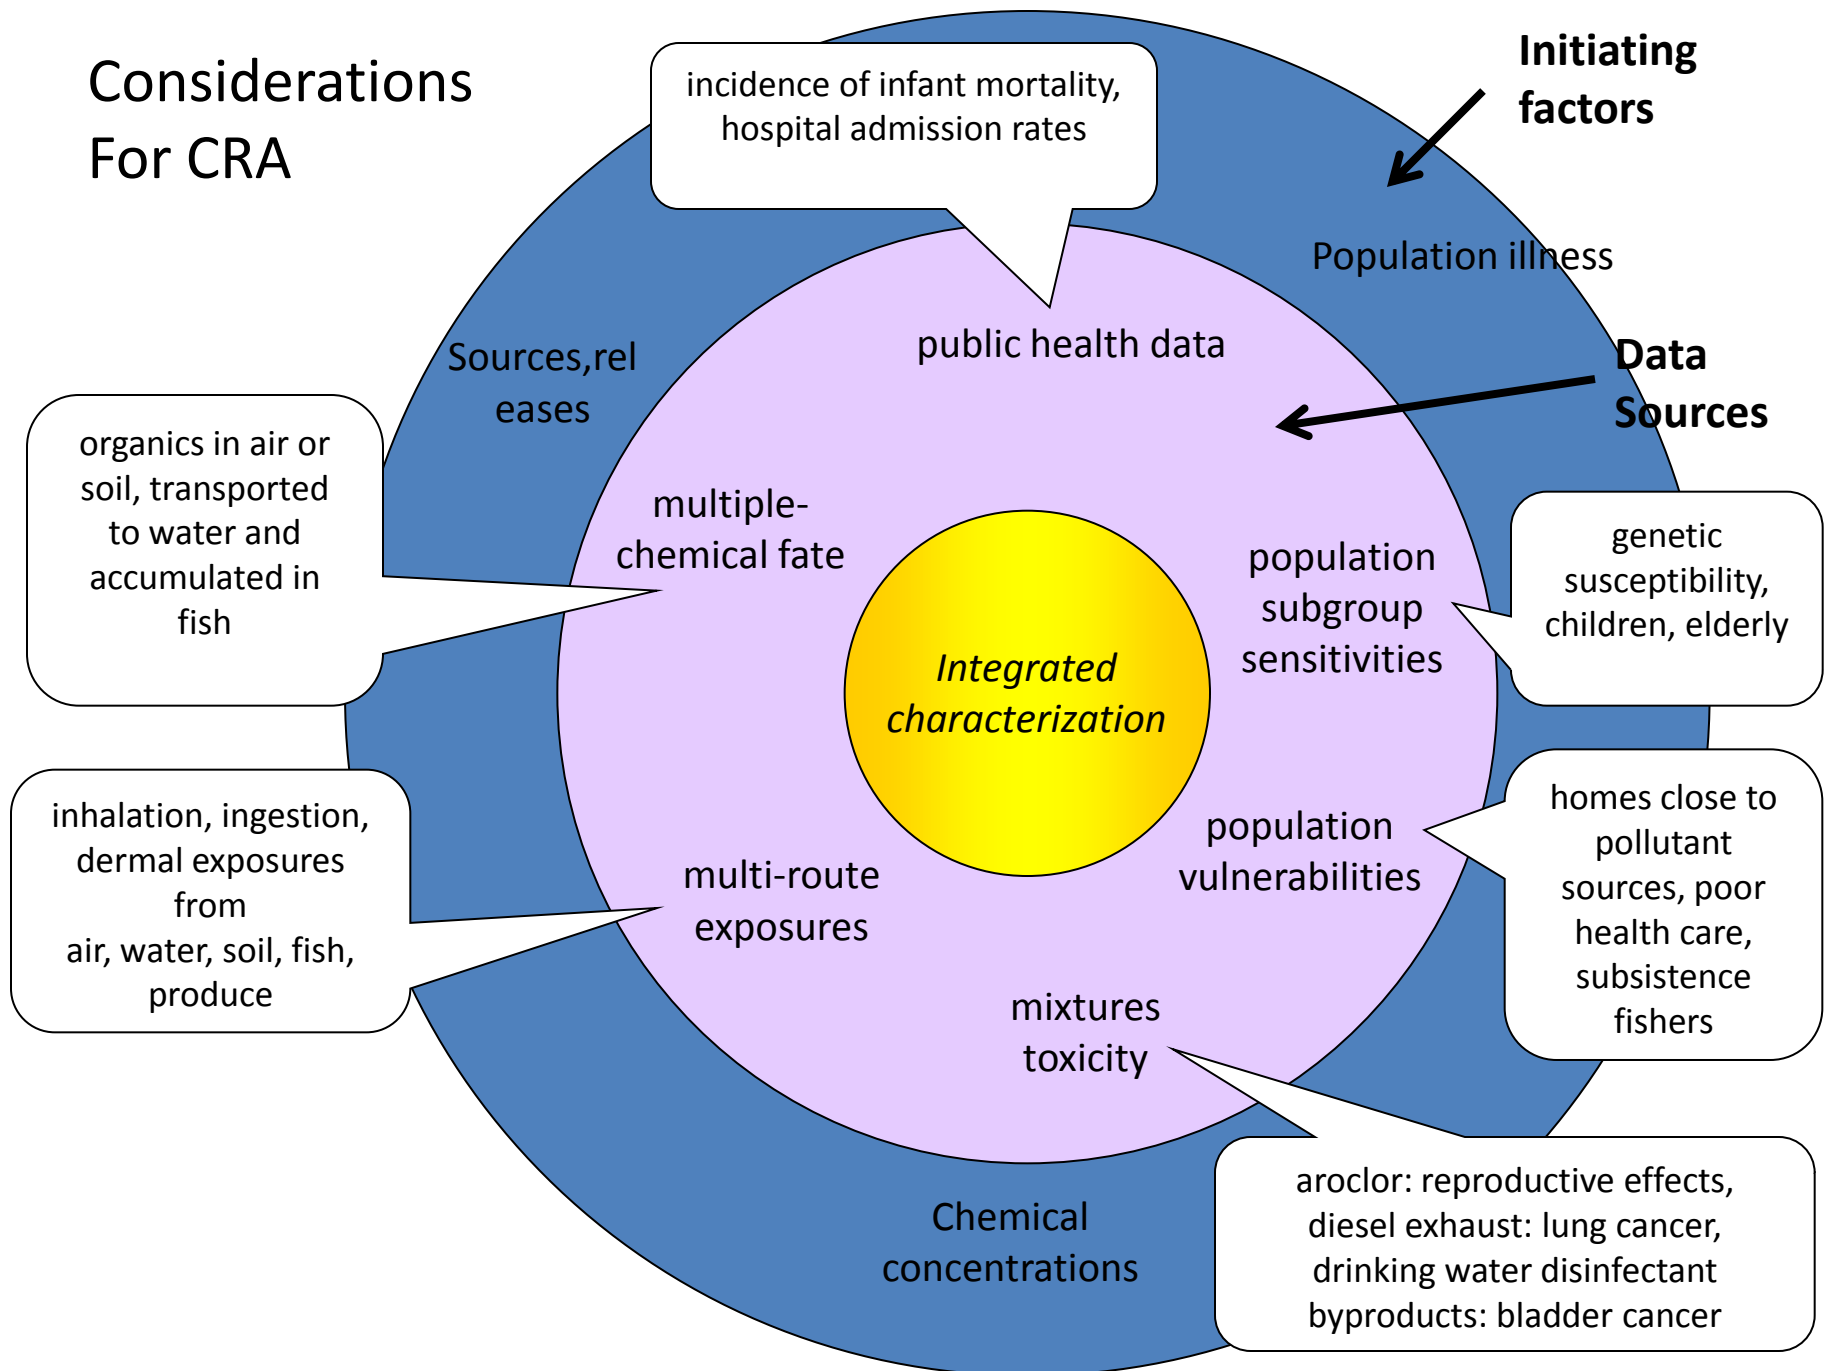 Considerations
For CRA
incidence of infant mortality,
hospital admission rates
Initiating
factors
Population illness
public health data
Data
Sources
Sources,rel
eases
organics in air or
soil, transported
to water and
accumulated in
fish
multiple-
chemical fate
population
subgroup
sensitivities
genetic
susceptibility,
children, elderly
Integrated
characterization
inhalation, ingestion,
dermal exposures
from
air, water, soil, fish,
produce
multi-route
exposures
population
vulnerabilities
homes close to
pollutant
sources, poor
health care,
subsistence
fishers
mixtures
toxicity
Chemical
concentrations
aroclor: reproductive effects,
diesel exhaust: lung cancer,
drinking water disinfectant
byproducts: bladder cancer